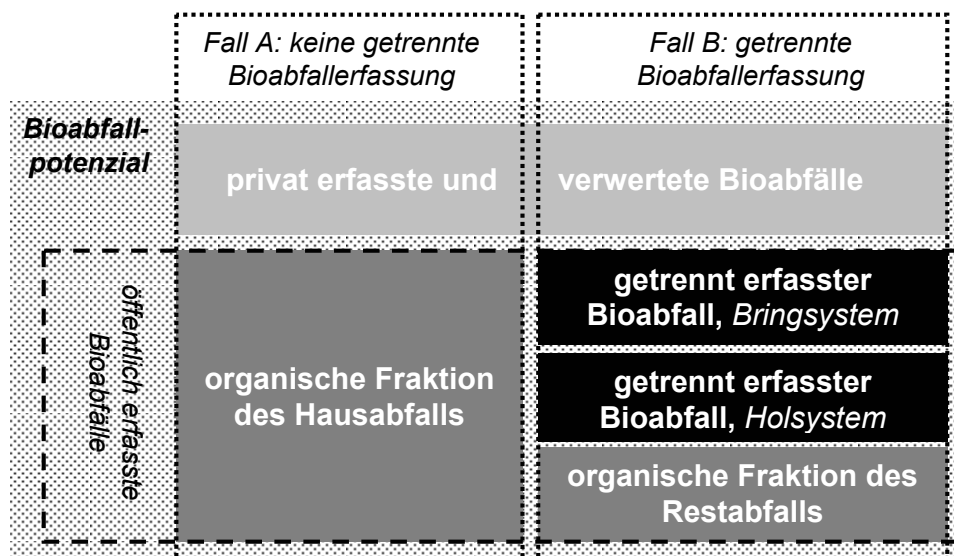 Fall A: keine getrennte
Bioabfallerfassung
Fall B: getrennte
Bioabfallerfassung
Bioabfall-
potenzial
privat erfasste und
verwertete Bioabfälle
öffentlich erfasste
Bioabfälle
organische Fraktion
des Hausabfalls
getrennt erfasster
Bioabfall, Bringsystem
getrennt erfasster
Bioabfall, Holsystem
organische Fraktion des
Restabfalls